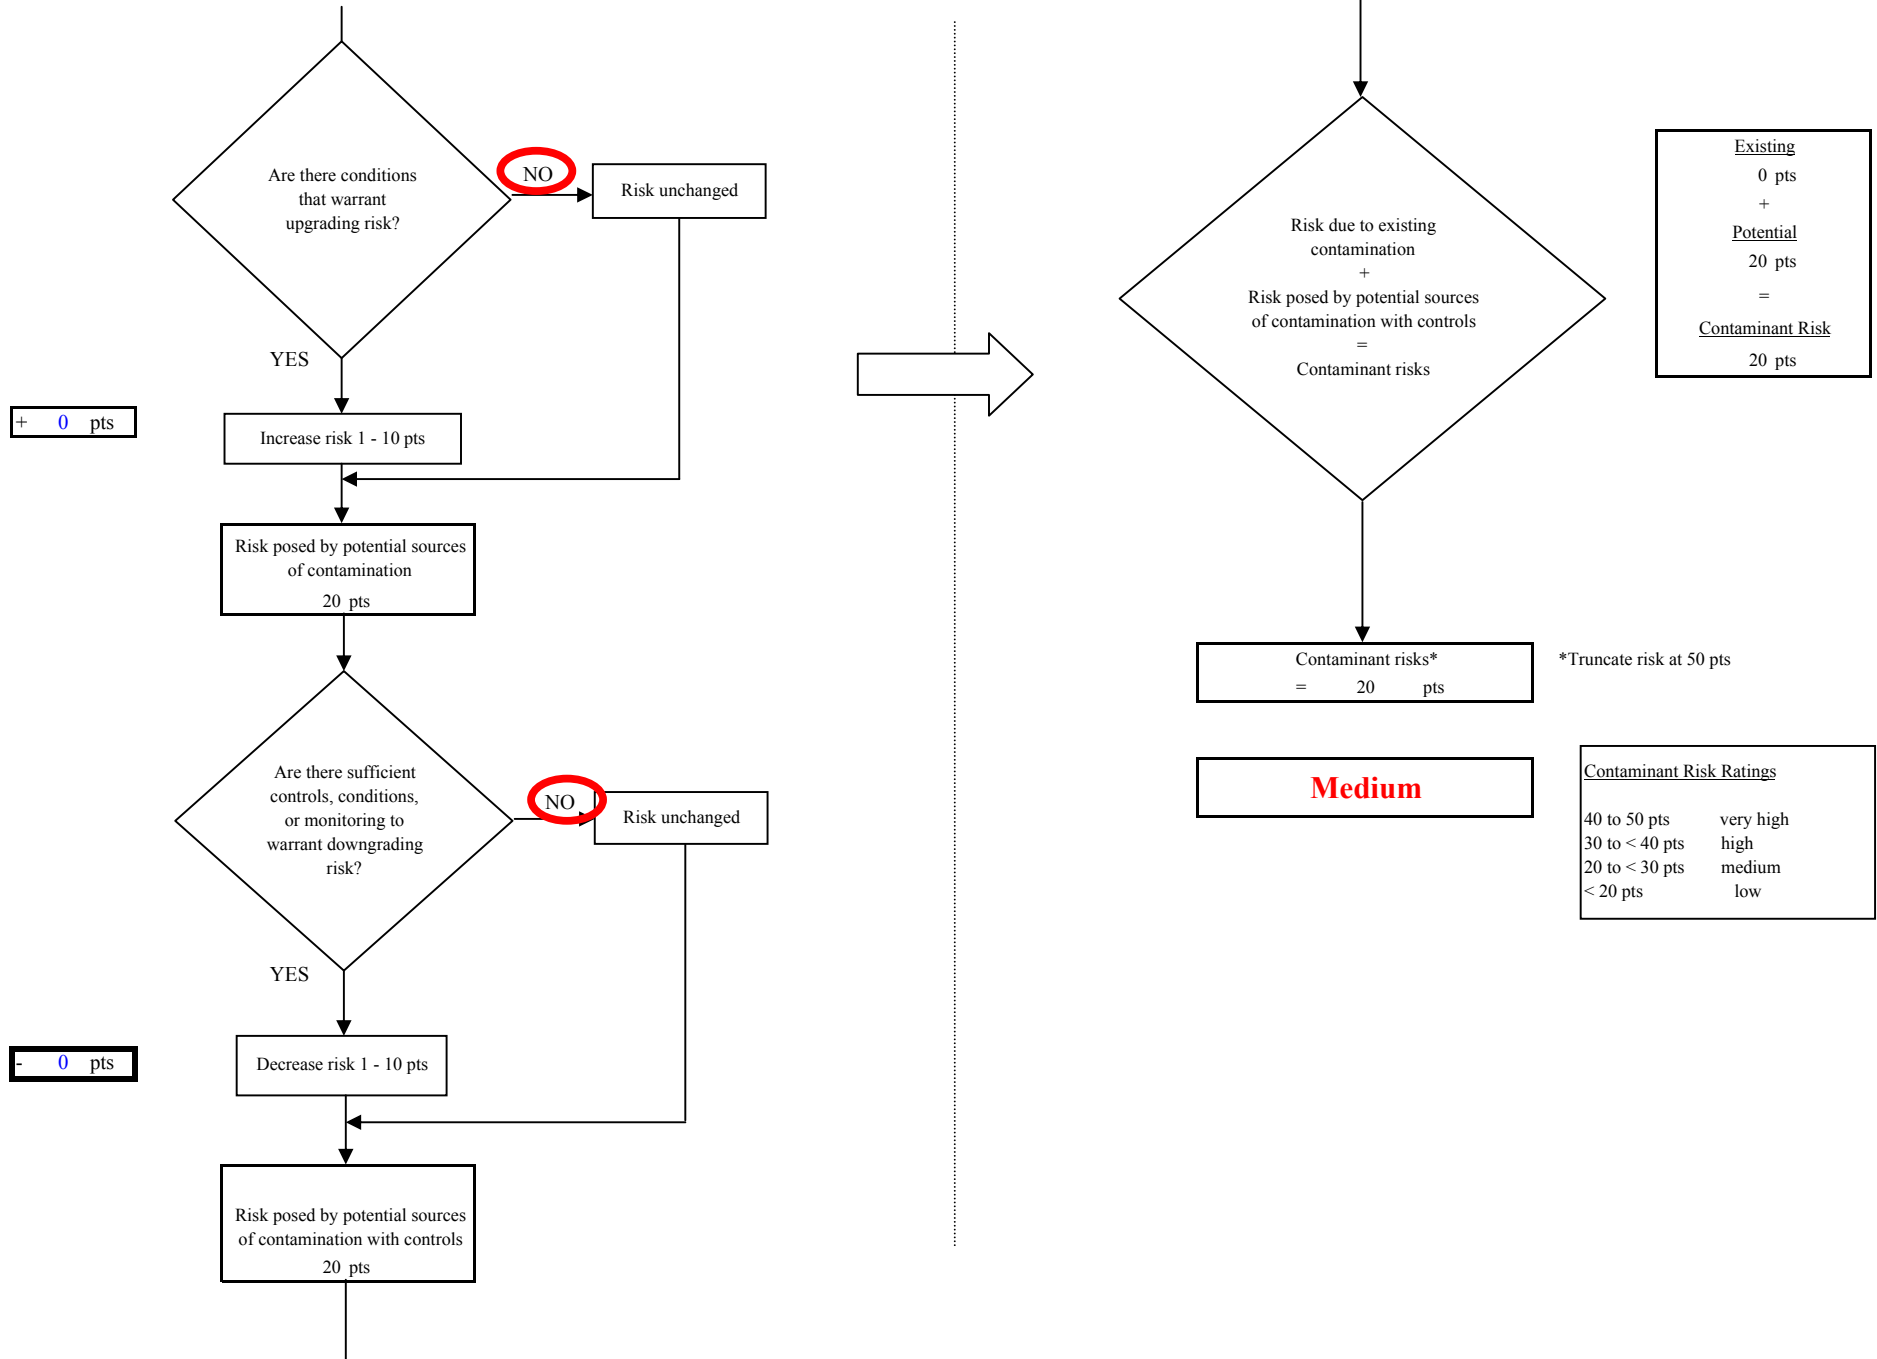 Are there conditions
that warrant
upgrading risk?
NO
Risk unchanged
YES
+ 0 pts
Increase risk 1 - 10 pts
Risk posed by potential sources
of contamination
20 pts
Are there sufficient
controls, conditions,
or monitoring to
warrant downgrading
risk?
NO
Risk unchanged
YES
- 0 pts
Decrease risk 1 - 10 pts
Risk posed by potential sources
of contamination with controls
20 pts
Risk due to existing
contamination
+
Risk posed by potential sources
of contamination with controls
=
Contaminant risks
Existing
0 pts
+
Potential
20 pts
=
Contaminant Risk
20 pts
Contaminant risks*
= 20 pts
*Truncate risk at 50 pts
Medium
Contaminant Risk Ratings
40 to 50 pts very high
30 to < 40 pts high
20 to < 30 pts medium
< 20 pts low